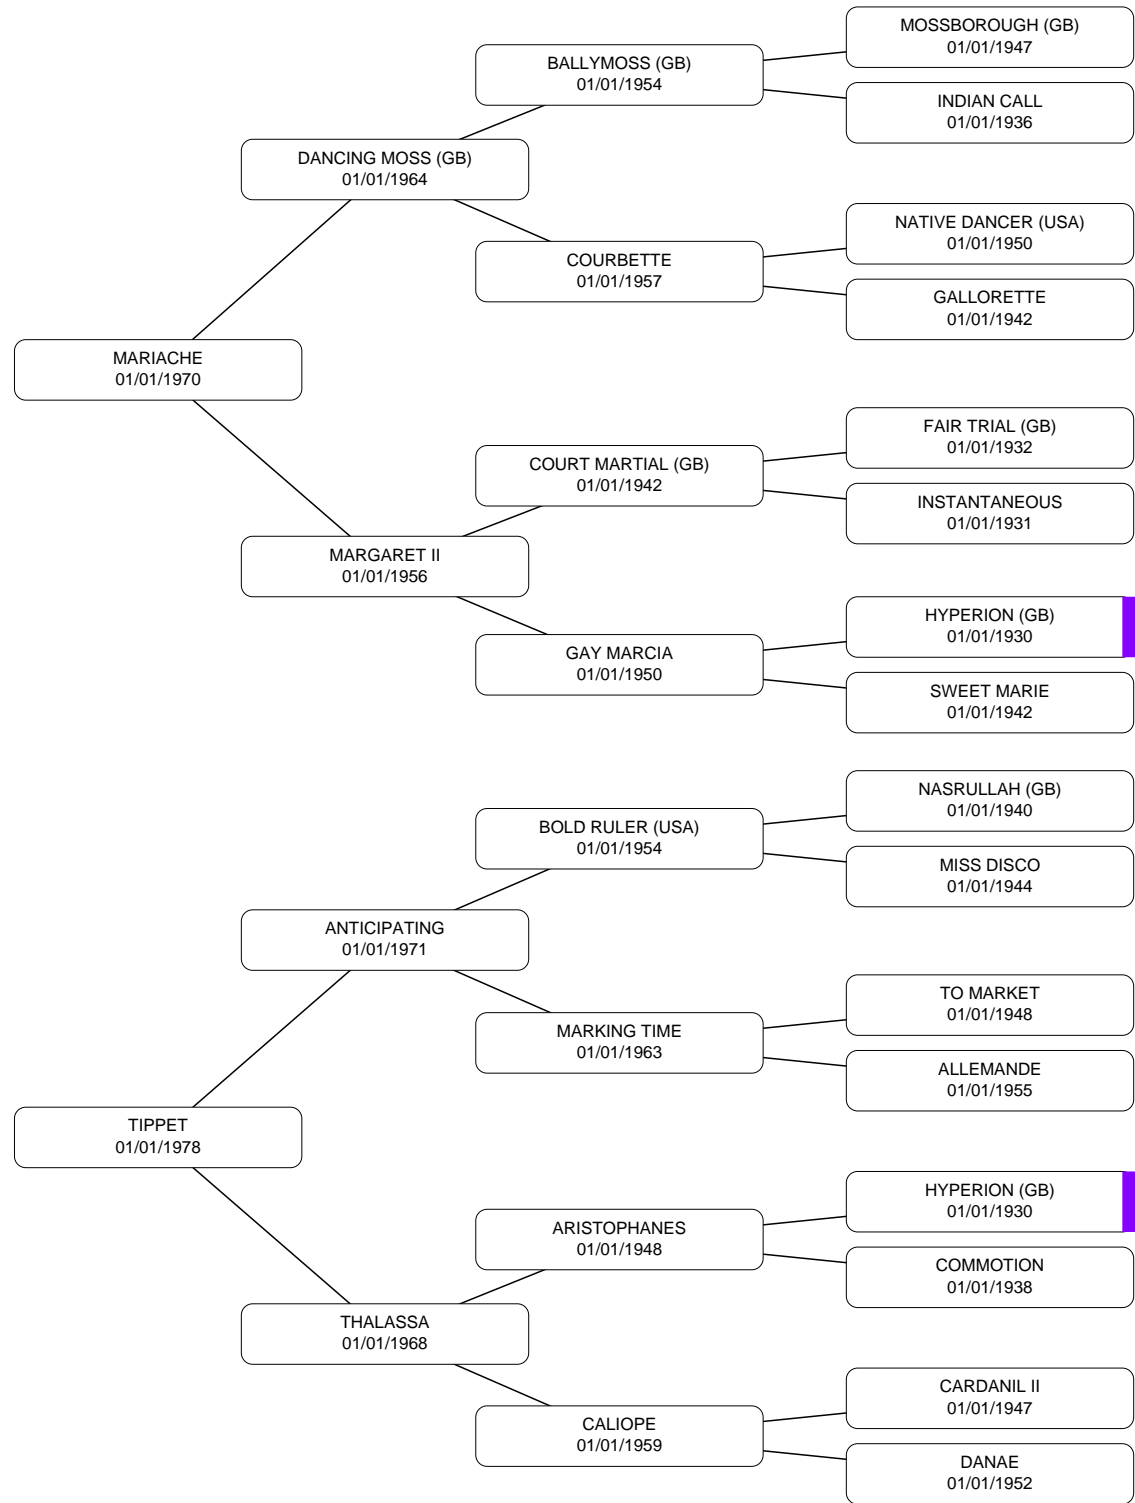 MOSSBOROUGH (GB)
01/01/1947
BALLYMOSS (GB)
01/01/1954
INDIAN CALL
01/01/1936
DANCING MOSS (GB)
01/01/1964
NATIVE DANCER (USA)
01/01/1950
COURBETTE
01/01/1957
GALLORETTE
01/01/1942
MARIACHE
01/01/1970
FAIR TRIAL (GB)
01/01/1932
COURT MARTIAL (GB)
01/01/1942
INSTANTANEOUS
01/01/1931
MARGARET II
01/01/1956
HYPERION (GB)
01/01/1930
GAY MARCIA
01/01/1950
SWEET MARIE
01/01/1942
NASRULLAH (GB)
01/01/1940
BOLD RULER (USA)
01/01/1954
MISS DISCO
01/01/1944
ANTICIPATING
01/01/1971
TO MARKET
01/01/1948
MARKING TIME
01/01/1963
ALLEMANDE
01/01/1955
TIPPET
01/01/1978
HYPERION (GB)
01/01/1930
ARISTOPHANES
01/01/1948
COMMOTION
01/01/1938
THALASSA
01/01/1968
CARDANIL II
01/01/1947
CALIOPE
01/01/1959
DANAE
01/01/1952